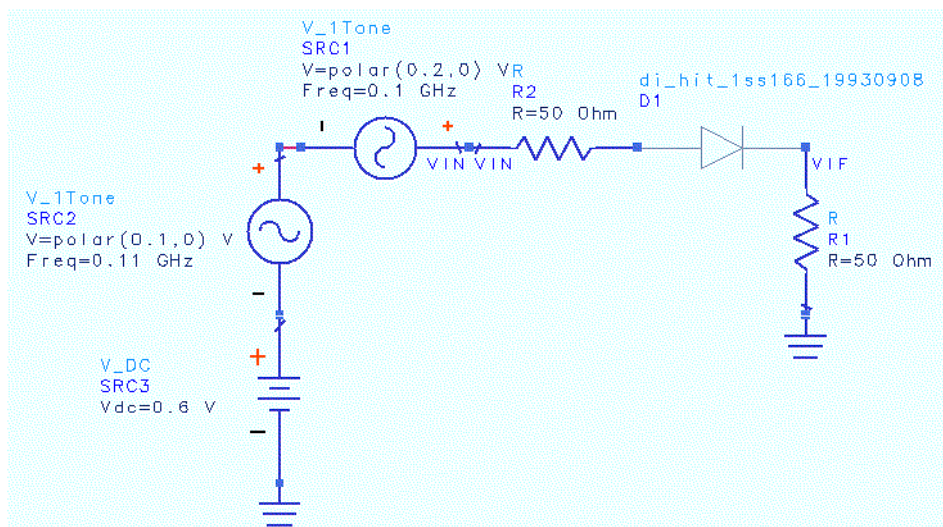 V_1Tone
SRC1
V=polar(0.2,0) V
Freq=0.1 GHz
R
R2
R=50 Ohm
di_hit_1ss166_19930908
D1
VIN
VIN
VIF
V_1Tone
SRC2
V=polar(0.1,0) V
Freq=0.11 GHz
R
R1
R=50 Ohm
V_DC
SRC3
Vdc=0.6 V